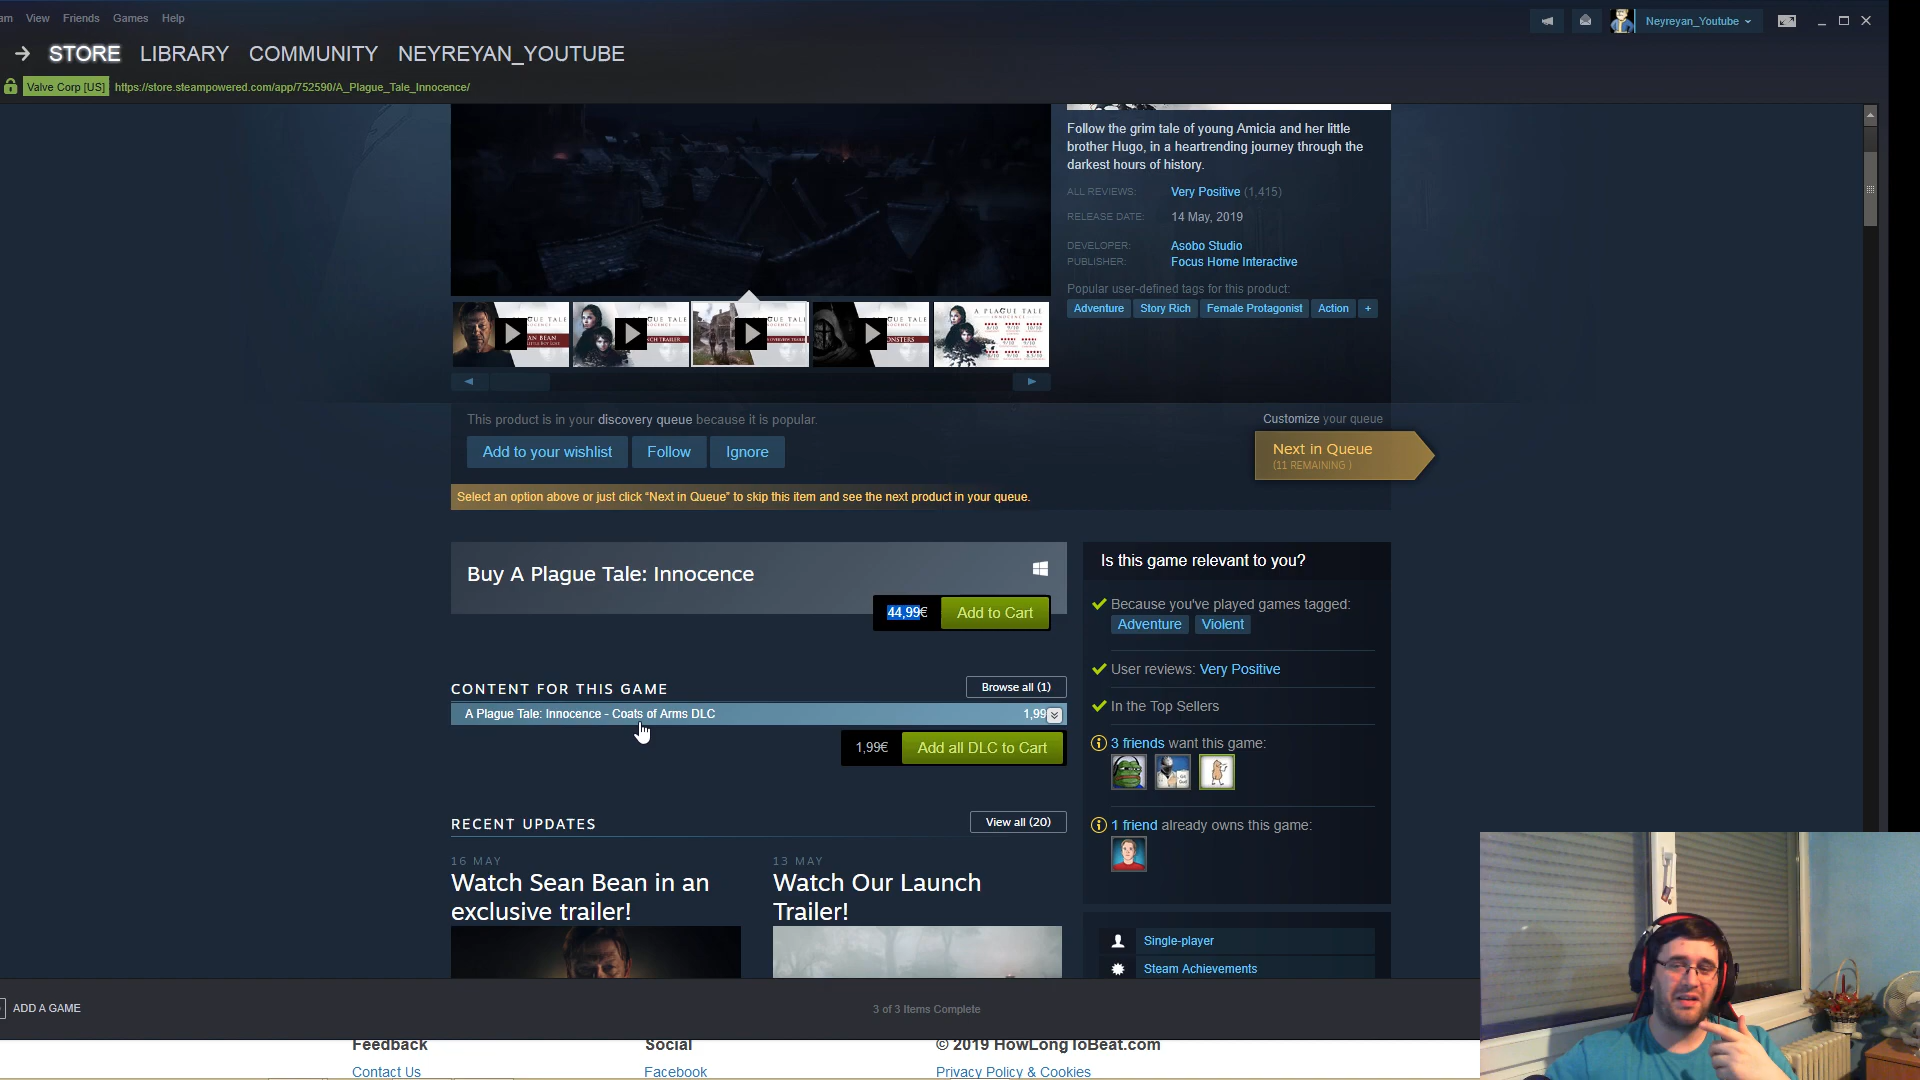 am View Friends Games Help
Neyreyan_Youtube
STORE LIBRARY COMMUNITY NEYREYAN_YOUTUBE
Valve Corp [US] https://store.steampowered.com/app/752590/A_Plague_Tale_Innocence/
Follow the grim tale of young Amicia and her little
brother Hugo, in a heartrending journey through the
darkest hours of history.
ALL REVIEWS: Very Positive (1,415)
RELEASE DATE: 14 May, 2019
DEVELOPER: Asobo Studio
PUBLISHER: Focus Home Interactive
Popular user-defined tags for this product:
Adventure Story Rich Female Protagonist Action +
A PLAGUE TALE
This product is in your discovery queue because it is popular.
Customize your queue
Add to your wishlist Follow Ignore
Next in Queue
(11 REMAINING )
Select an option above or just click “Next in Queue” to skip this item and see the next product in your queue.
Buy A Plague Tale: Innocence
44,99€ Add to Cart
CONTENT FOR THIS GAME Browse all (1)
A Plague Tale: Innocence - Coats of Arms DLC 1,99
1,99€ Add all DLC to Cart
RECENT UPDATES View all (20)
16 MAY
Watch Sean Bean in an
exclusive trailer!
13 MAY
Watch Our Launch
Trailer!
Is this game relevant to you?
Because you've played games tagged:
Adventure Violent
User reviews: Very Positive
In the Top Sellers
3 friends want this game:
1 friend already owns this game:
Single-player
Steam Achievements
ADD A GAME
3 of 3 Items Complete
Feedback Social © 2019 HowLongToBeat.com
Contact Us Facebook Privacy Policy & Cookies